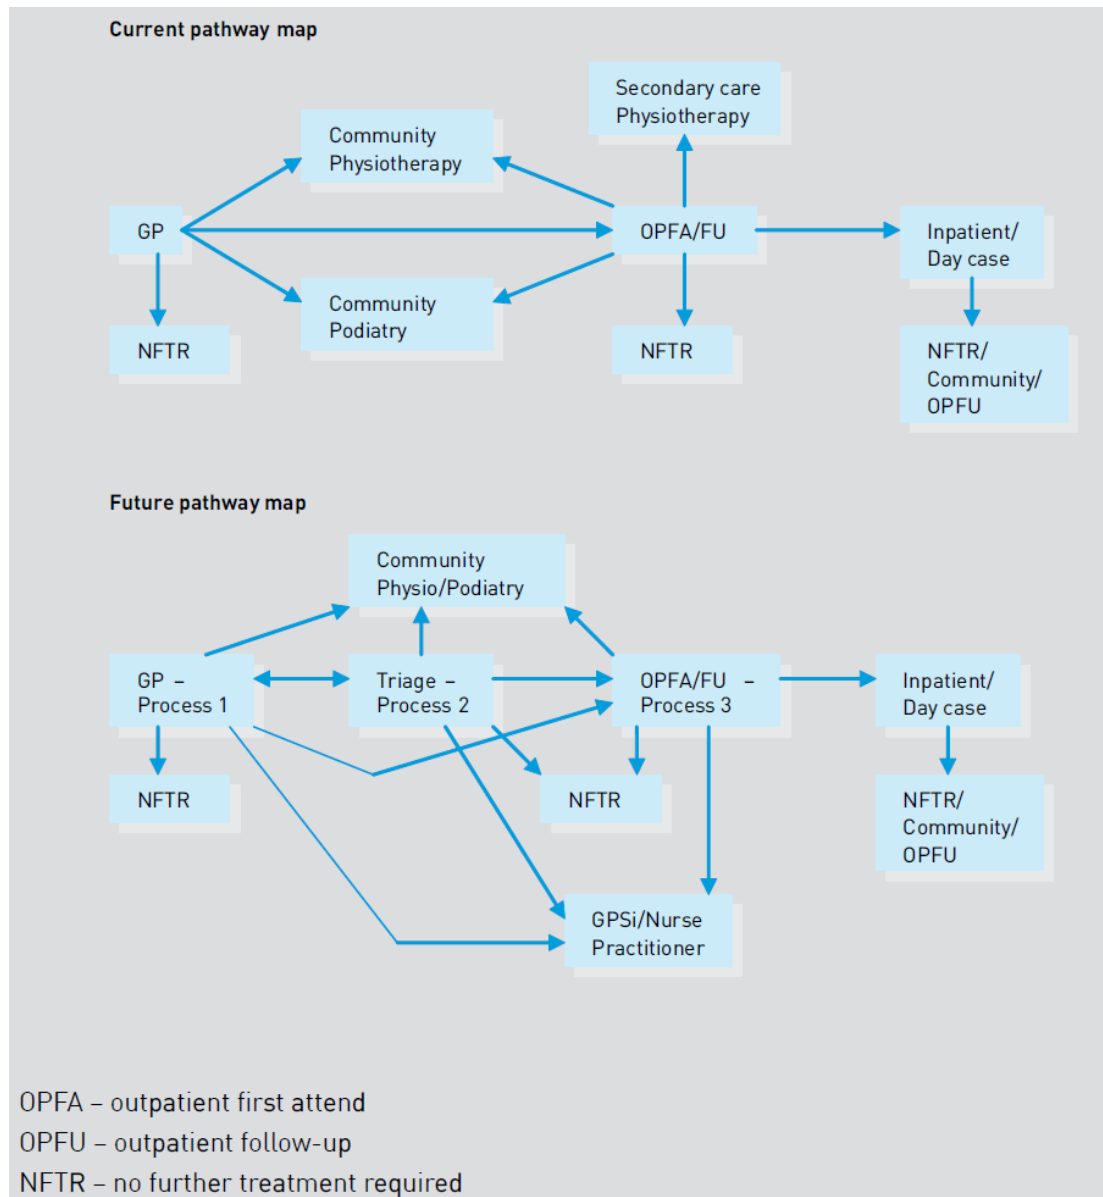 Current pathway map
Secondary care
Physiotherapy
Community
Physiotherapy
GP
OPFA/FU
Inpatient/
Day case
Community
Podiatry
NFTR
NFTR
NFTR/
Community/
OPFU
Future pathway map
Community
Physio/Podiatry
GP –
Process 1
Triage –
Process 2
OPFA/FU –
Process 3
Inpatient/
Day case
NFTR
NFTR
NFTR/
Community/
OPFU
GPSi/Nurse
Practitioner
OPFA – outpatient first attend
OPFU – outpatient follow-up
NFTR – no further treatment required